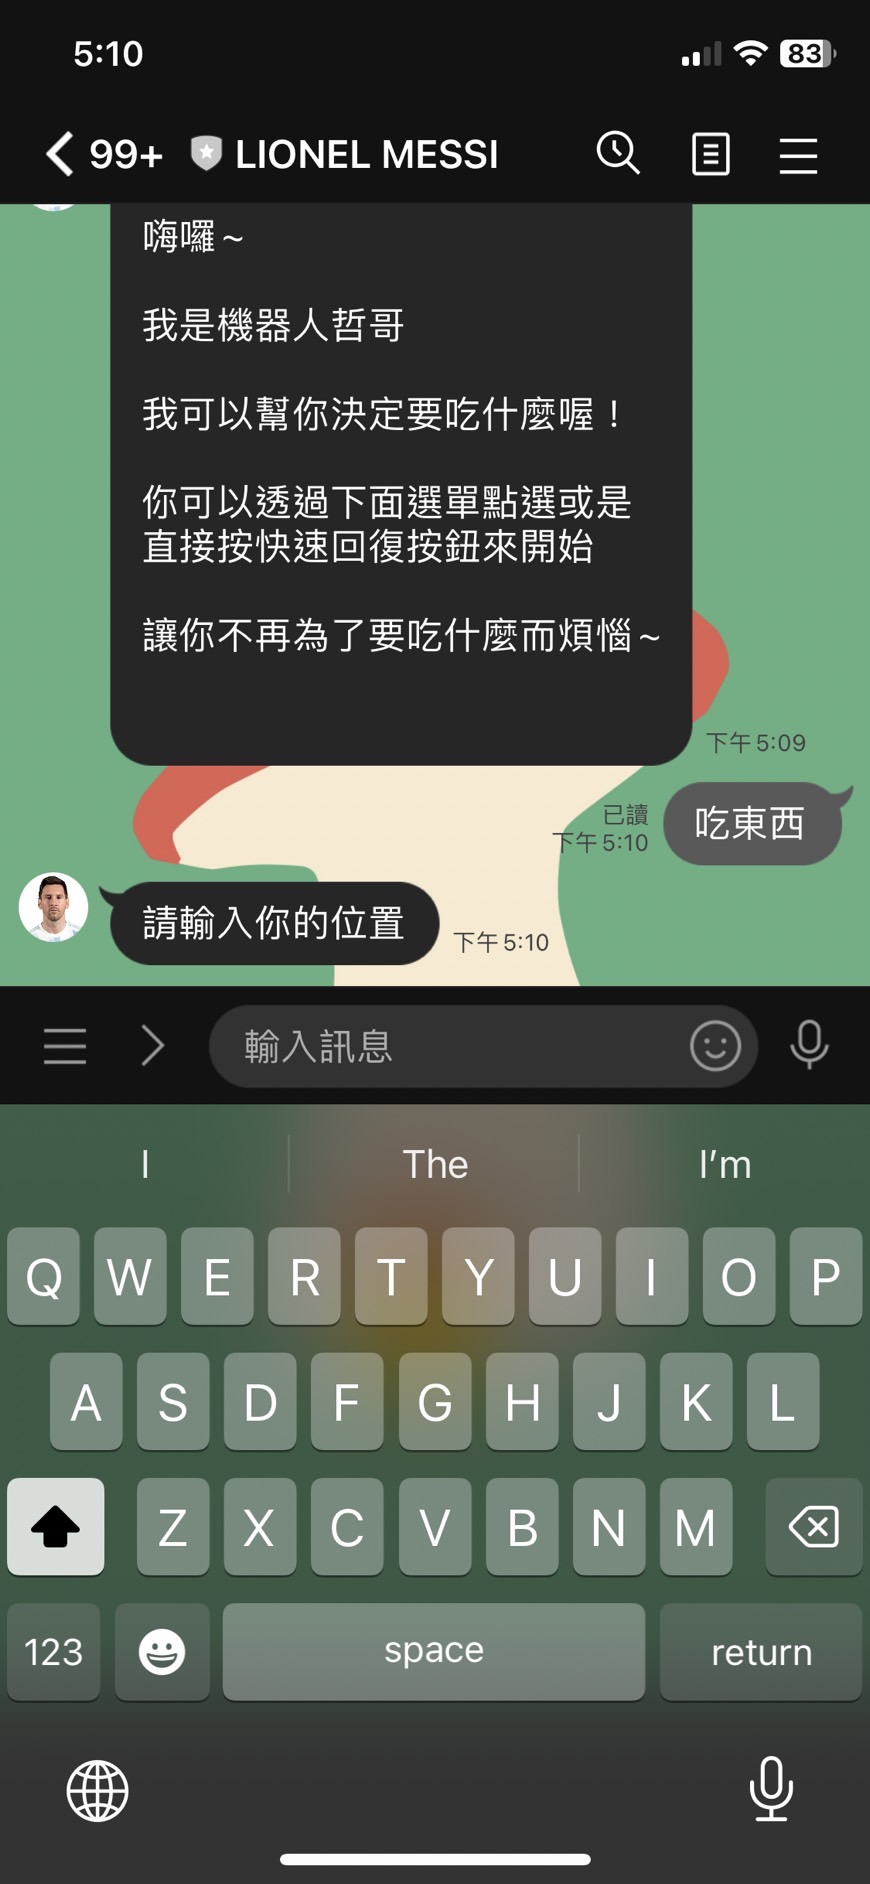 5:10
83
99+ LIONEL MESSI
嗨囉~
我是機器人哲哥
我可以幫你決定要吃什麼喔！
你可以透過下面選單點選或是
直接按快速回復按鈕來開始
讓你不再為了要吃什麼而煩惱~
下午 5:09
已讀
下午 5:10
吃東西
請輸入你的位置
下午 5:10
輸入訊息
I The I'm
Q W E R T Y U I O P
A S D F G H J K L
Z X C V B N M
123 space return